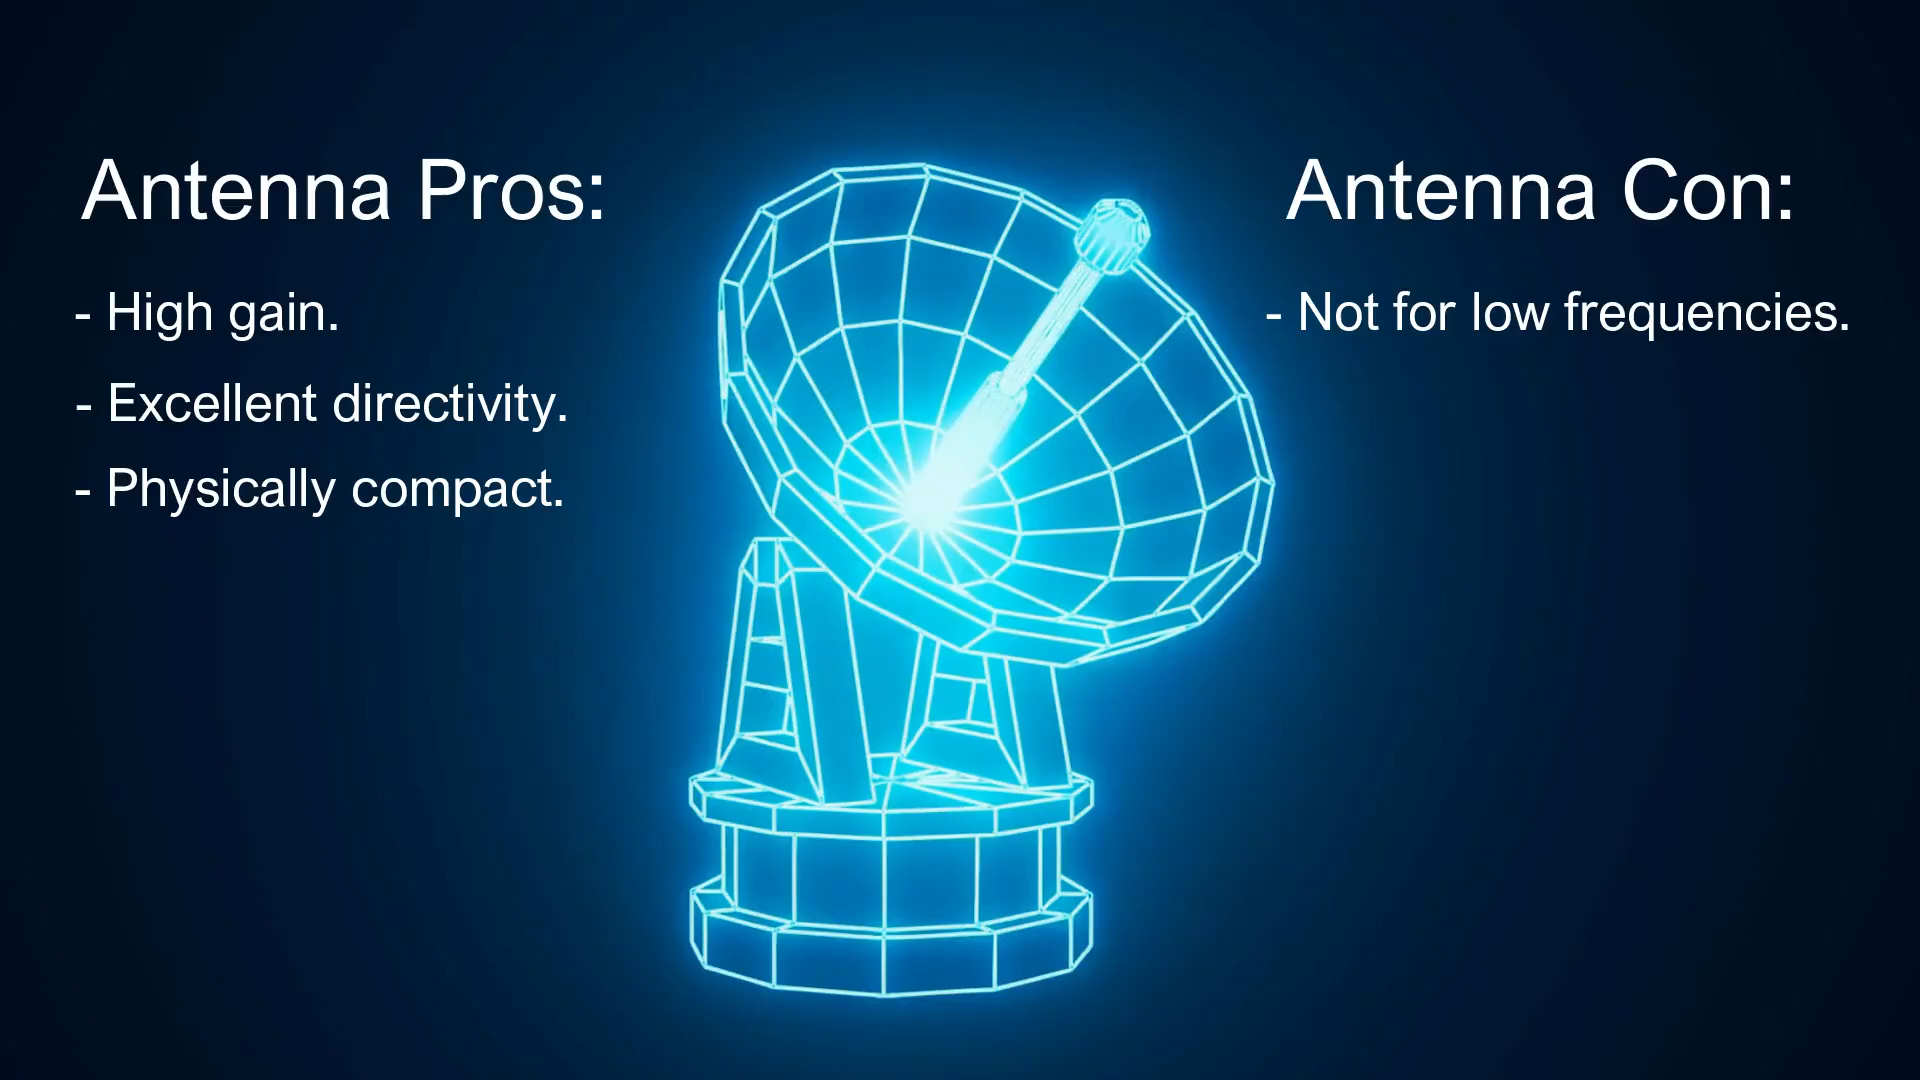 Antenna Pros:
- High gain.
- Excellent directivity.
- Physically compact.
Antenna Con:
- Not for low frequencies.